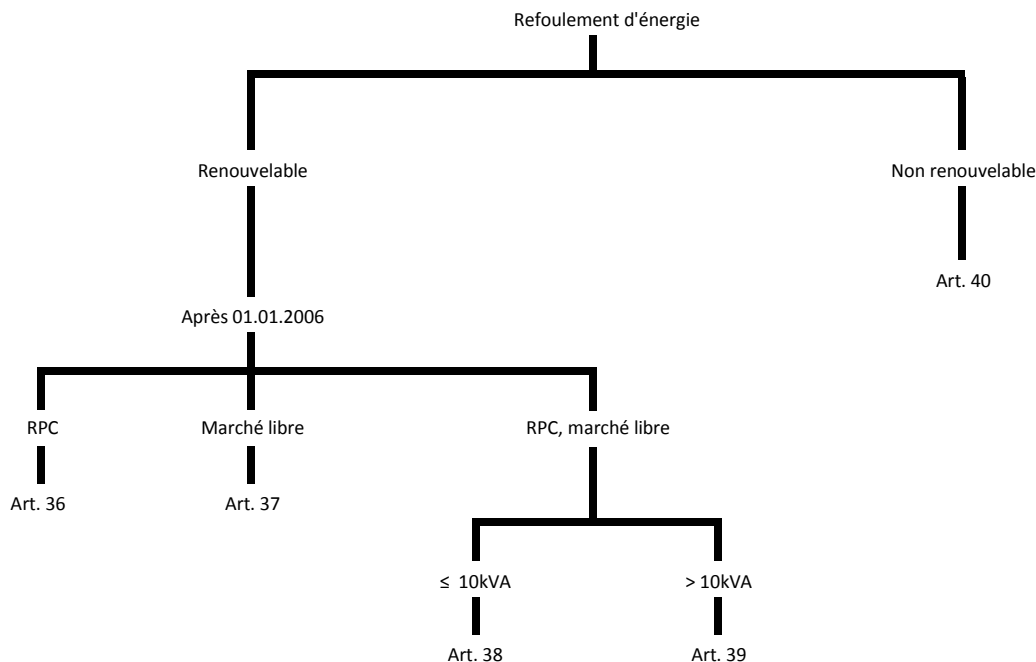 Refoulement d'énergie
Renouvelable
Non renouvelable
Art. 40
Après 01.01.2006
RPC
Marché libre
RPC, marché libre
Art. 36
Art. 37
≤ 10kVA
> 10kVA
Art. 38
Art. 39